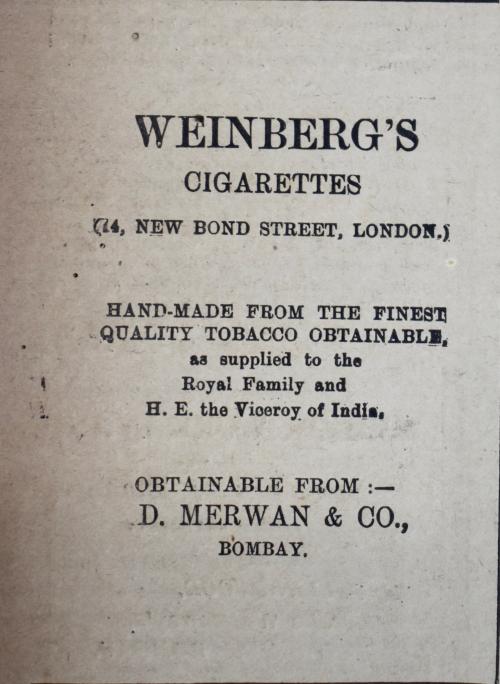 WEINBERG'S
CIGARETTES
(74, NEW BOND STREET, LONDON.)
HAND-MADE FROM THE FINEST
QUALITY TOBACCO OBTAINABLE,
as supplied to the
Royal Family and
H. E. the Viceroy of India,
OBTAINABLE FROM :—
D. MERWAN & CO.,
BOMBAY.